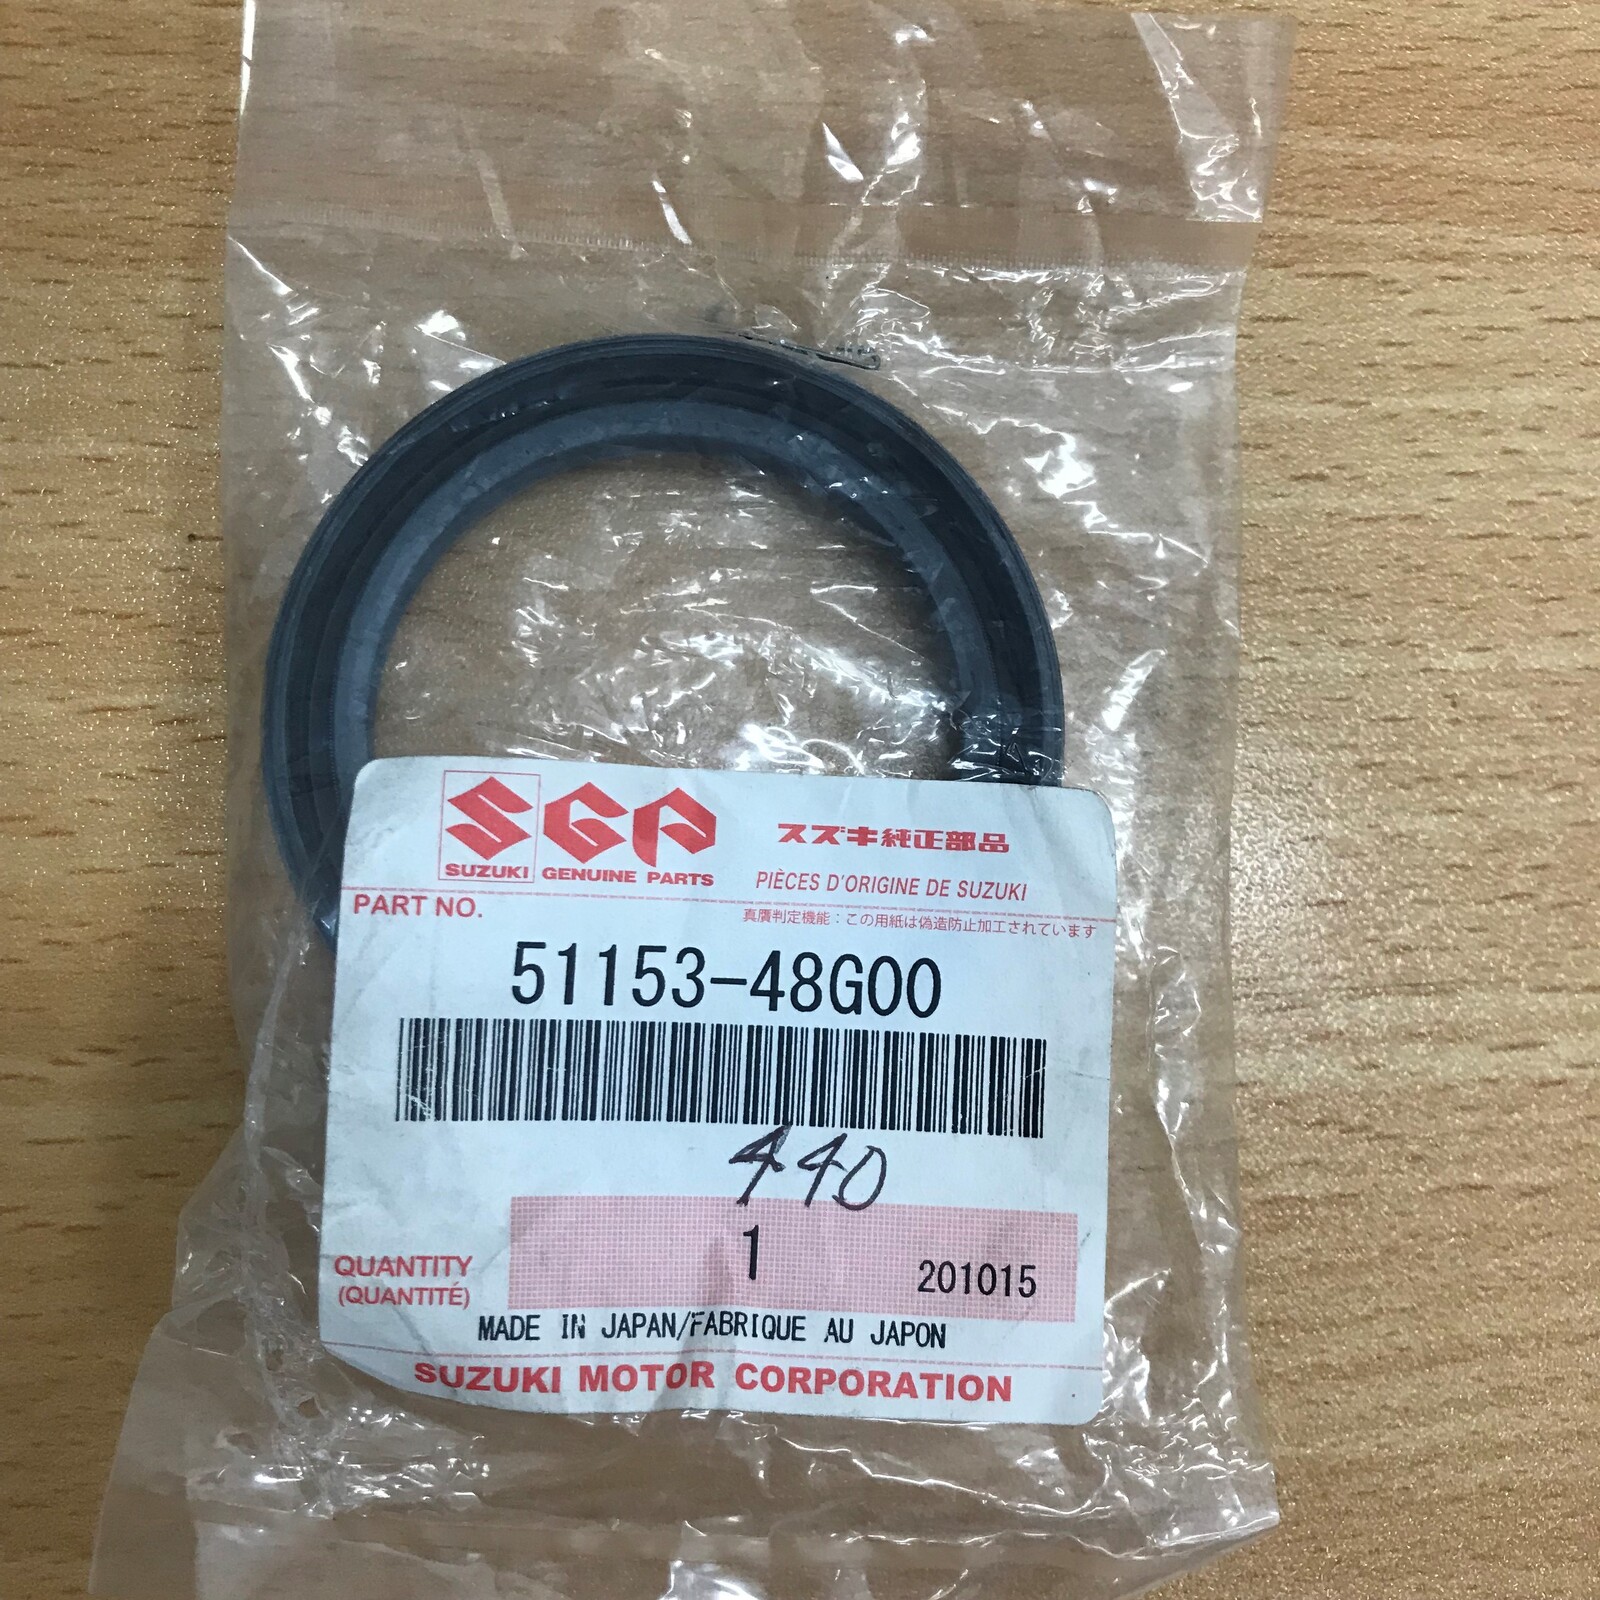 SGP
SUZUKI GENUINE PARTS
スズキ純正部品
PIÈCES D'ORIGINE DE SUZUKI
PART NO.
真贋判定機能：この用紙は偽造防止加工されています
51153-48G00
440
1
QUANTITY
(QUANTITÉ)
201015
MADE IN JAPAN/FABRIQUE AU JAPON
SUZUKI MOTOR CORPORATION